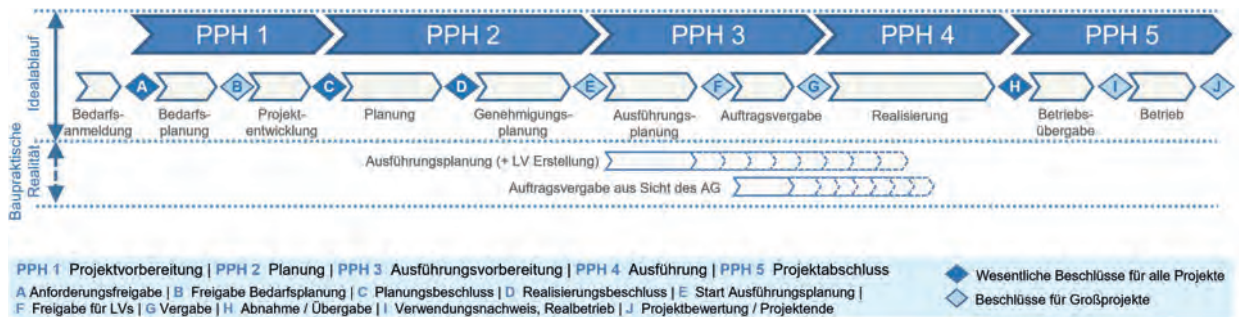 PPH 1 PPH 2 PPH 3 PPH 4 PPH 5
Idealablauf
A B C D E F G H I J
Bedarfs-
anmeldung
Bedarfs-
planung
Projekt-
entwicklung
Planung
Genehmigungs-
planung
Ausführungs-
planung
Auftragsvergabe
Realisierung
Betriebs-
übergabe
Betrieb
Baupraktische
Realität
Ausführungsplanung (+ LV Erstellung)
Auftragsvergabe aus Sicht des AG
PPH 1 Projektvorbereitung | PPH 2 Planung | PPH 3 Ausführungsvorbereitung | PPH 4 Ausführung | PPH 5 Projektabschluss
A Anforderungsfreigabe | B Freigabe Bedarfsplanung | C Planungsbeschluss | D Realisierungsbeschluss | E Start Ausführungsplanung |
F Freigabe für LVs | G Vergabe | H Abnahme / Übergabe | I Verwendungsnachweis, Realbetrieb | J Projektbewertung / Projektende
Wesentliche Beschlüsse für alle Projekte
Beschlüsse für Großprojekte